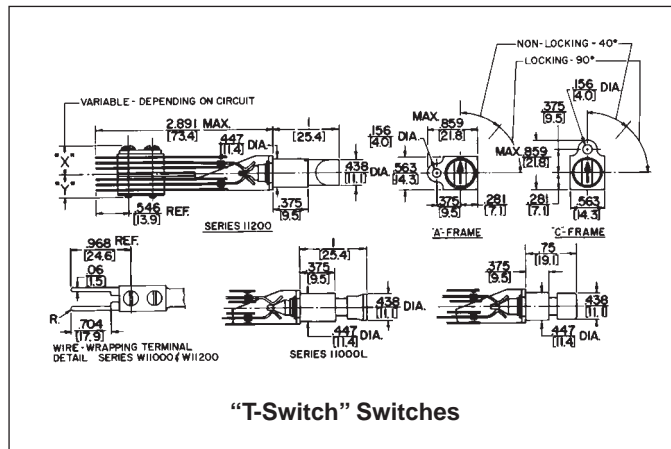 NON-LOCKING-40°
LOCKING-90°
VARIABLE - DEPENDING ON CIRCUIT
2.891 MAX.
[73.4]
.447 DIA.
[11.4]
1
[25.4]
.438 DIA.
[11.1]
.375
[9.5]
"X"
"Y"
.546 REF.
[13.9]
SERIES 11200
MAX.
.859
[21.8]
.156 DIA.
[4.0]
.563
[14.3]
.375
[9.5]
.281
[7.1]
"A"-FRAME
.156 DIA.
[4.0]
.375
[9.5]
MAX .859
[21.8]
.281
[7.1]
.563
[14.3]
"C"-FRAME
.968 REF.
[24.6]
.06
[1.5]
R.
.704
[17.9]
WIRE-WRAPPING TERMINAL
DETAIL SERIES W11000 & W11200
1
[25.4]
.375
[9.5]
.438 DIA.
[11.1]
.447 DIA.
[11.4]
SERIES 11000L
.75
[19.1]
.375
[9.5]
.438
[11.1]
.447 DIA.
[11.4]
“T-Switch” Switches